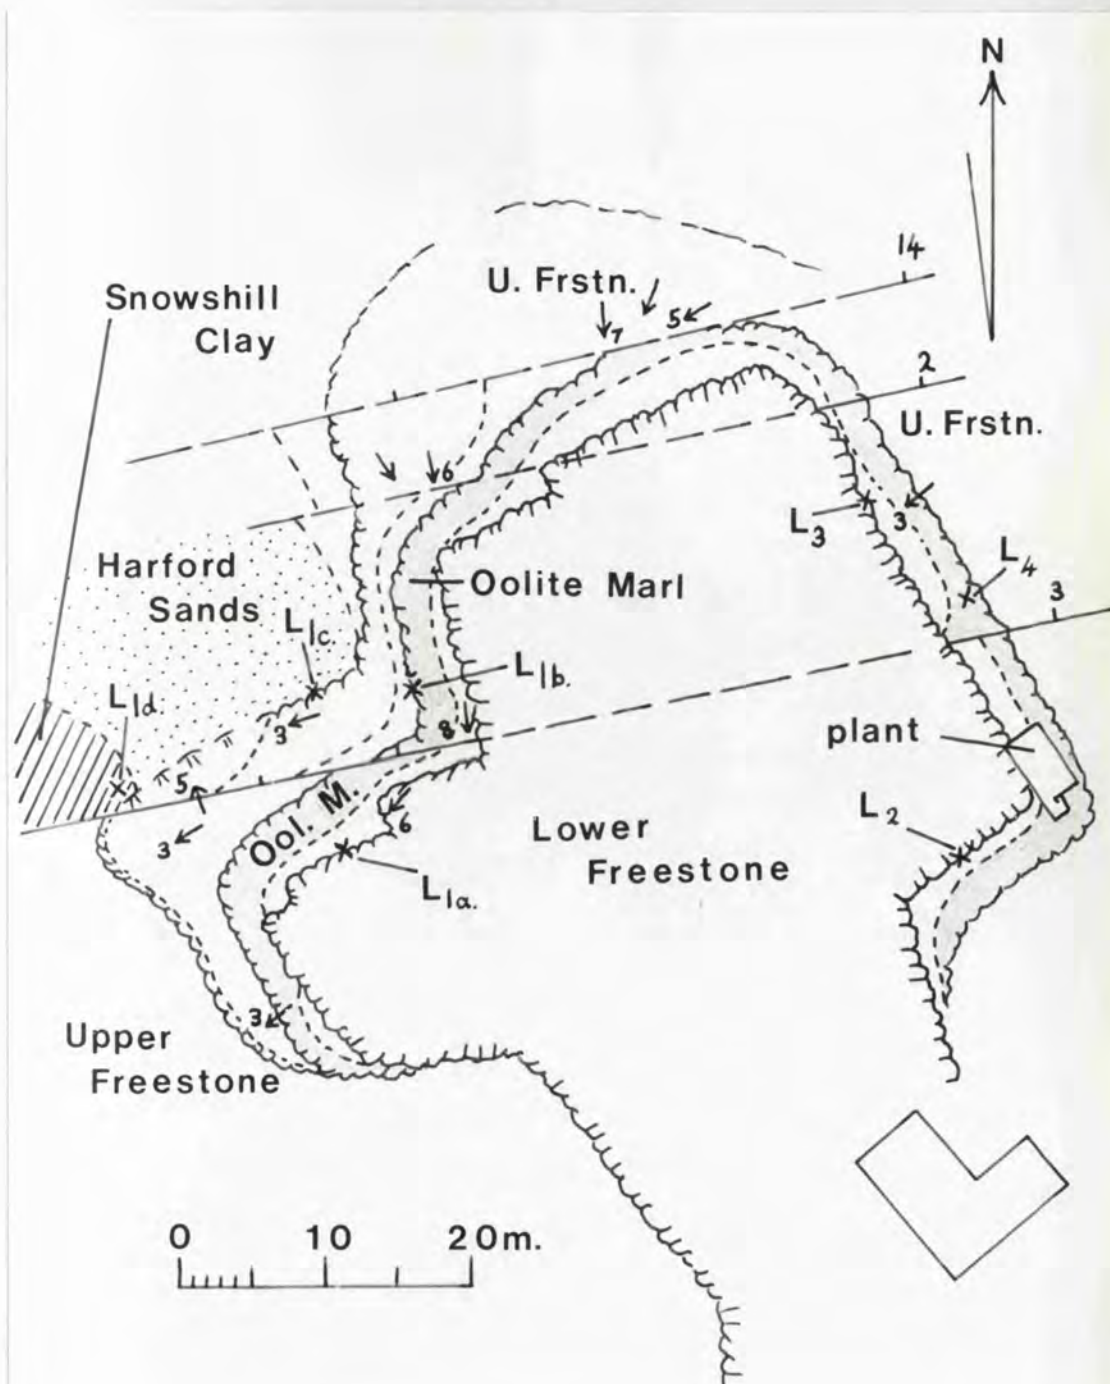 N
14
U. Frstn.
5
7
Snowshill
Clay
2
U. Frstn.
6
L3
3
L4
Harford
Sands
Oolite Marl
3
L1c.
L1b.
L1d.
3
8
plant
5
Ool. M.
3
6
L2
Lower
Freestone
L1a.
3
Upper
Freestone
0 10 20m.